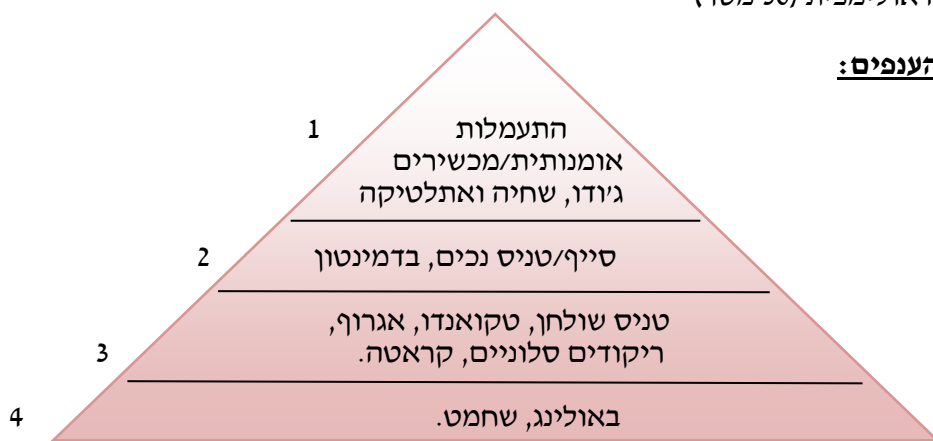 הענפים:
1
התעמלות
אומנותית/מכשירים
ג'ודו, שחיה ואתלטיקה
2
סייף/טניס נכים, בדמינטון
טניס שולחן, טקואנדו, אגרוף,
3
ריקודים סלוניים, קראטה.
4
באולינג, שחמט.